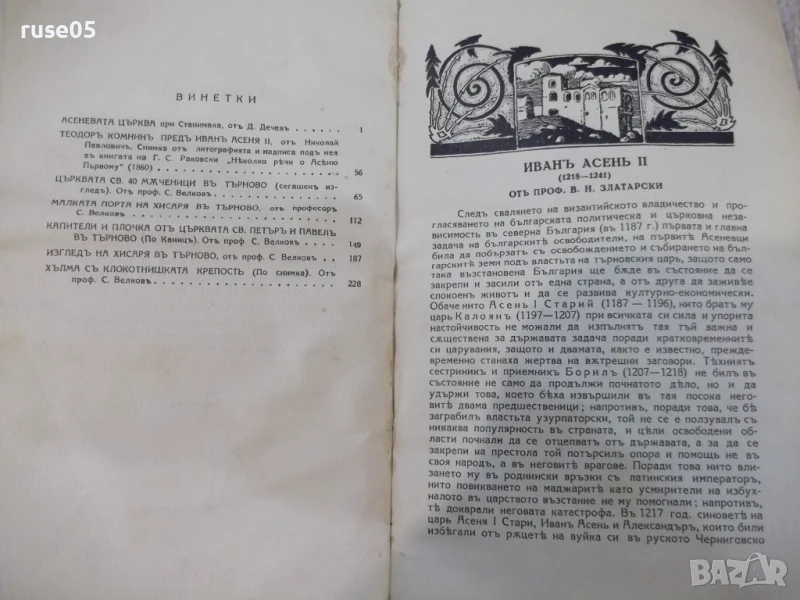 ruse05
ВИНЕТКИ
АСЕНЕВАТА ЦЪРКВА при Станимака, отъ Д. Дечевъ . . . . . . . 1
ТЕОДОРЪ КОМНИНЪ ПРЕДЪ ИВАНЪ АСЕНЯ II, отъ Николай
Павловичъ. Снимка отъ литографията и надписа подъ нея
въ книгата на Г. С. Раковски „Нѣколко рѣчи о Асѣню
Първому“ (1860) . . . . . . . 56
ЦЪРКВАТА СВ. 40 МѪЧЕНИЦИ ВЪ ТЪРНОВО (сегашенъ из-
гледъ). Отъ проф. С. Велковъ . . . . . . . 65
МАЛКАТА ПОРТА НА ХИСАРЯ ВЪ ТЪРНОВО, отъ професоръ
С. Велковъ . . . . . . . 112
КАПИТЕЛИ И ПЛОЧКА ОТЪ ЦЪРКВАТА СВ. ПЕТЪРЪ И ПАВЕЛЪ
ВЪ ТЪРНОВО (По Каницъ). Отъ проф. С. Велковъ . . . . . 149
ИЗГЛЕДЪ НА ХИСАРЯ ВЪ ТЪРНОВО, отъ проф. С. Велковъ . . . 187
ХЪЛМА СЪ КЛОКОТНИШКАТА КРЕПОСТЬ (По снимка). Отъ
проф. С. Велковъ . . . . . . . 228
ИВАНЪ АСЕНЬ II
(1218—1241)
ОТЪ ПРОФ. В. Н. ЗЛАТАРСКИ
Следъ свалянето на византийското владичество и про-
гласяването на българската политическа и църковна неза-
висимость въ северна България (въ 1187 г.) първата и главна
задача на българскитѣ освободители, на първитѣ Асеневци
била да побързатъ съ освобождението и събирането на бъл-
гарскитѣ земи подъ властьта на търновския царь, защото само
така възстановена България ще бѫде въ състояние да се
закрепи и засили отъ една страна, а отъ друга да заживѣе
спокоенъ животъ и да се развива културно-економически.
Обаче нито Асень I Старий (1187 — 1196), нито братъ му
царь Калоянъ (1197—1207) при всичката си сила и упорита
настойчивость не можали да изпълнятъ тая тъй важна и
сѫществена за държавата задача поради кратковременнитѣ
си царувания, защото и двамата, както е известно, прежде-
временно станаха жертва на вѫтрешни заговори. Тѣхниятъ
сестриникъ и приемникъ Борилъ (1207—1218) не билъ въ
състояние не само да продължи почнатото дѣло, но и да
удържи това, което бѣха извършили въ тая посока него-
витѣ двама предшественици; напротивъ, поради това, че бѣ
заграбилъ властьта узурпаторски, той не се е ползувалъ съ
никаква популярность въ страната, и цѣли освободени об-
ласти почнали да се отцепватъ отъ държавата, а за да се
закрепи на престола той потърсилъ опора и помощь не въ
своя народъ, а въ неговитѣ врагове. Поради това нито вли-
зането му въ роднински връзки съ латинския императоръ,
нито повикването на маджаритѣ като усмирители на избух-
налото въ царството възстание не му помогнали; напротивъ,
тѣ докарали неговата катастрофа. Въ 1217 год. синоветѣ на
царь Асеня I Стари, Иванъ Асень и Александъръ, които били
избѣгали отъ рѫцетѣ на вуйка си въ руското Черниговско
BAZAR
.bg